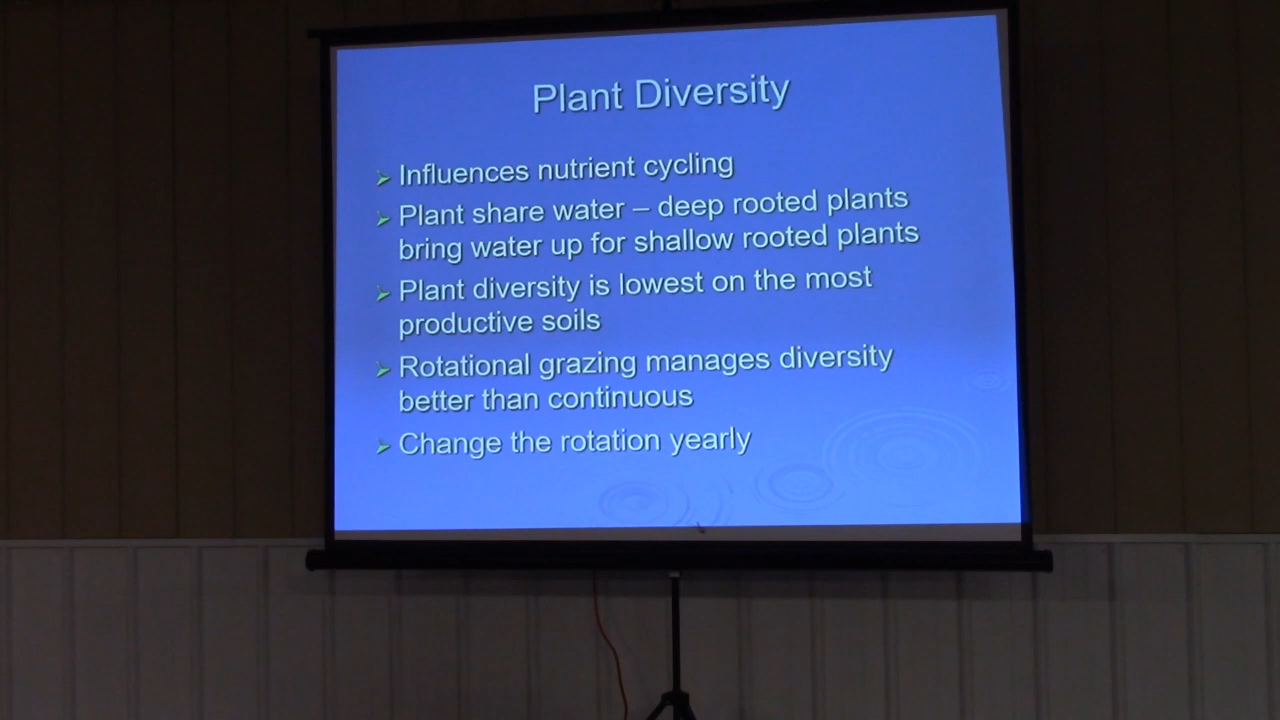 Plant Diversity
Influences nutrient cycling
Plant share water – deep rooted plants
bring water up for shallow rooted plants
Plant diversity is lowest on the most
productive soils
Rotational grazing manages diversity
better than continuous
Change the rotation yearly